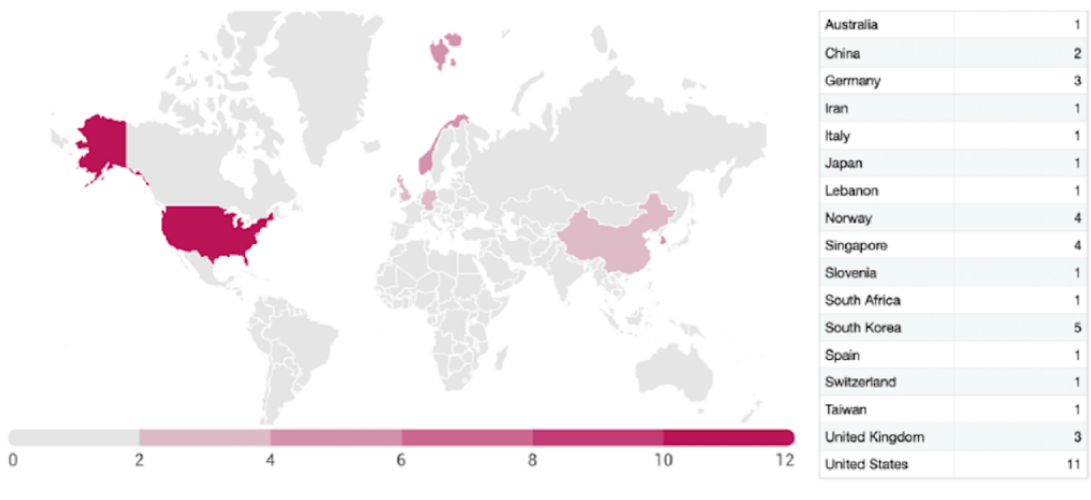 Australia 1
China 2
Germany 3
Iran 1
Italy 1
Japan 1
Lebanon 1
Norway 4
Singapore 4
Slovenia 1
South Africa 1
South Korea 5
Spain 1
Switzerland 1
Taiwan 1
United Kingdom 3
United States 11
0 2 4 6 8 10 12